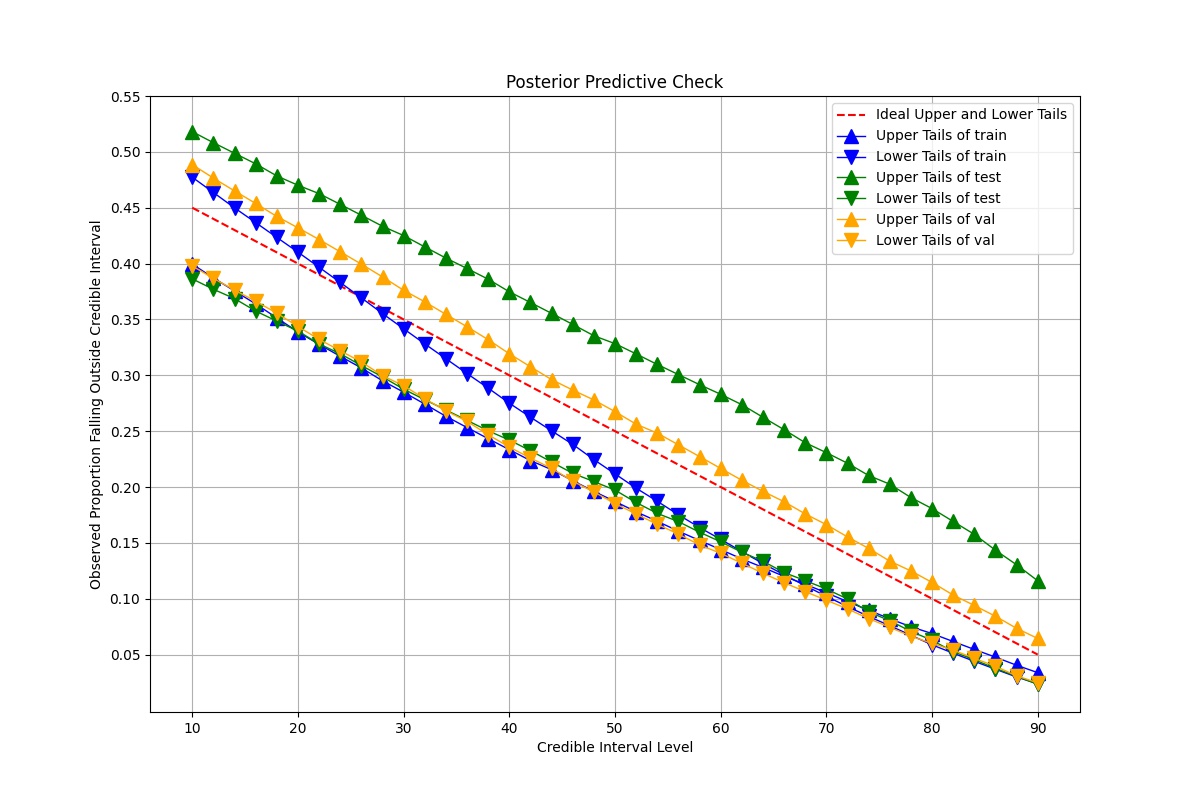 Posterior Predictive Check
Observed Proportion Falling Outside Credible Interval
0.55
0.50
0.45
0.40
0.35
0.30
0.25
0.20
0.15
0.10
0.05
Ideal Upper and Lower Tails
Upper Tails of train
Lower Tails of train
Upper Tails of test
Lower Tails of test
Upper Tails of val
Lower Tails of val
10 20 30 40 50 60 70 80 90
Credible Interval Level